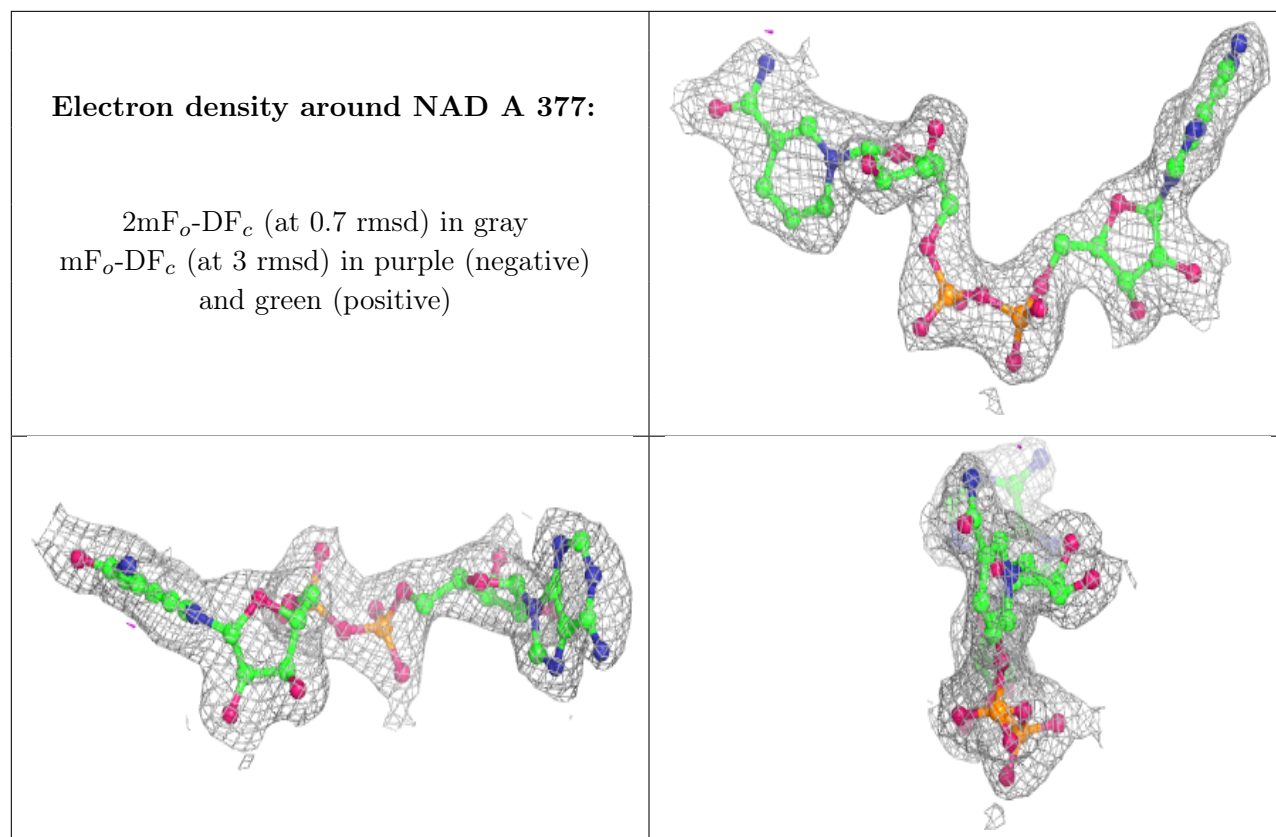 Electron density around NAD A 377:
2mFₒ-DF𝒸 (at 0.7 rmsd) in gray
mFₒ-DF𝒸 (at 3 rmsd) in purple (negative)
and green (positive)